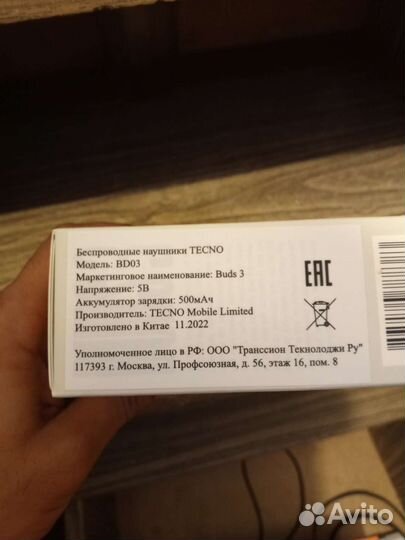 Беспроводные наушники TECNO
Модель: BD03
Маркетинговое наименование: Buds 3
Напряжение: 5В
Аккумулятор зарядки: 500мАч
Производитель: TECNO Mobile Limited
Изготовлено в Китае 11.2022
Уполномоченное лицо в РФ: ООО "Транссион Текнолоджи Ру"
117393 г. Москва, ул. Профсоюзная, д. 56, этаж 16, пом. 8
EAC
Avito